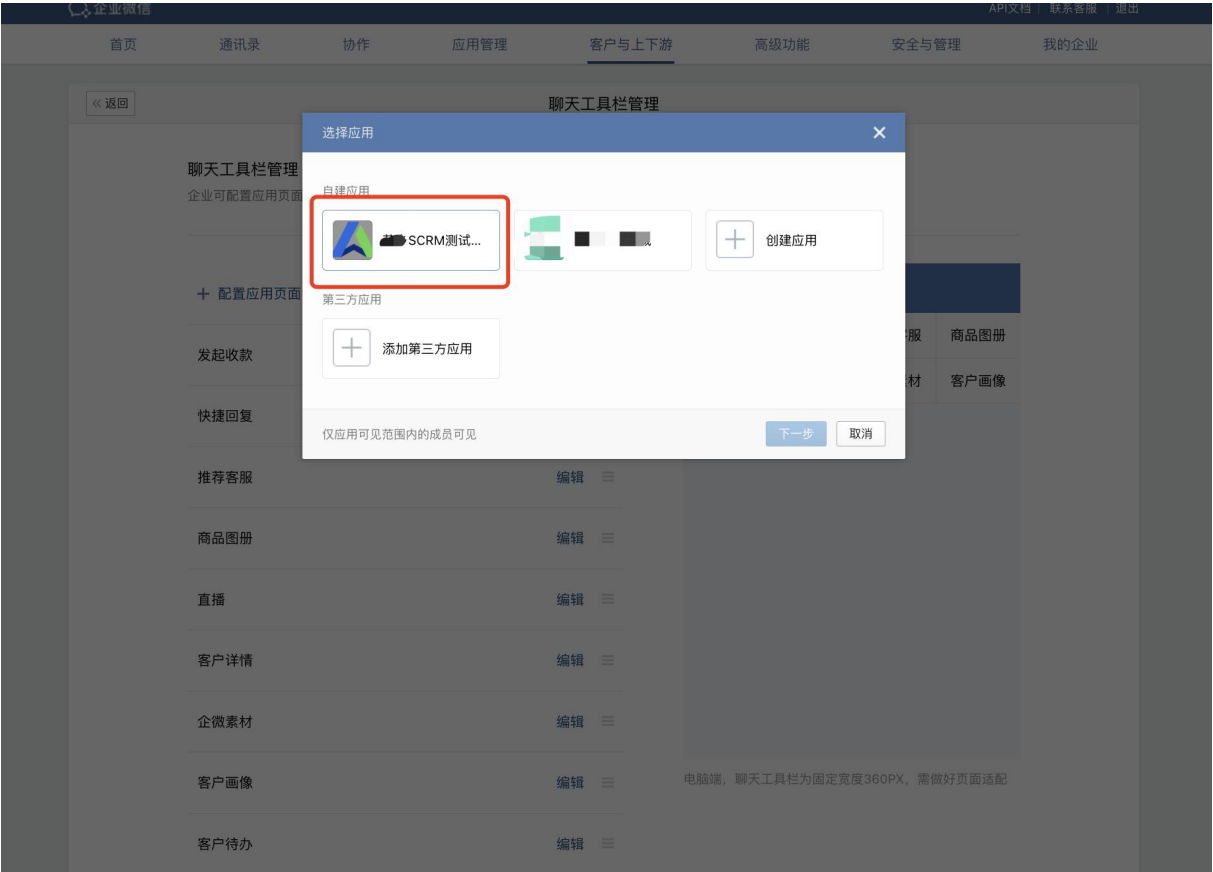 企业微信
API文档 | 联系客服 | 退出
首页 通讯录 协作 应用管理 客户与上下游 高级功能 安全与管理 我的企业
« 返回
聊天工具栏管理
选择应用
聊天工具栏管理
企业可配置应用页面
自建应用
SCRM测试...
创建应用
+ 配置应用页面
第三方应用
添加第三方应用
服 商品图册
发起收款
材 客户画像
快捷回复
仅应用可见范围内的成员可见
下一步 取消
推荐客服 编辑
商品图册 编辑
直播 编辑
客户详情 编辑
企微素材 编辑
客户画像 编辑
电脑端，聊天工具栏为固定宽度360PX，需做好页面适配
客户待办 编辑